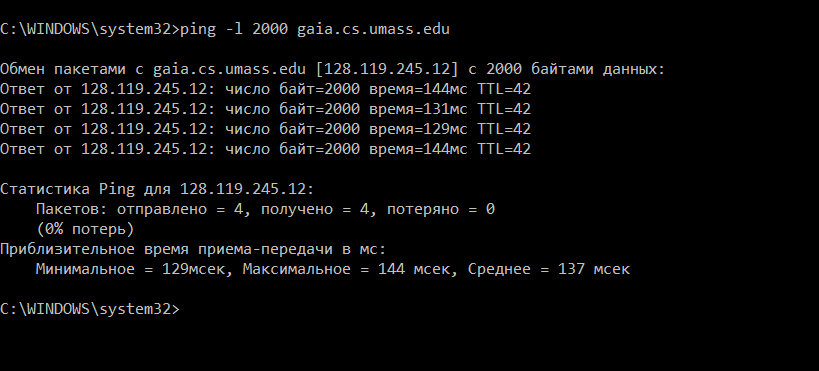 C:\WINDOWS\system32>ping -l 2000 gaia.cs.umass.edu
Обмен пакетами с gaia.cs.umass.edu [128.119.245.12] с 2000 байтами данных:
Ответ от 128.119.245.12: число байт=2000 время=144мс TTL=42
Ответ от 128.119.245.12: число байт=2000 время=131мс TTL=42
Ответ от 128.119.245.12: число байт=2000 время=129мс TTL=42
Ответ от 128.119.245.12: число байт=2000 время=144мс TTL=42
Статистика Ping для 128.119.245.12:
Пакетов: отправлено = 4, получено = 4, потеряно = 0
(0% потерь)
Приблизительное время приема-передачи в мс:
Минимальное = 129мсек, Максимальное = 144 мсек, Среднее = 137 мсек
C:\WINDOWS\system32>